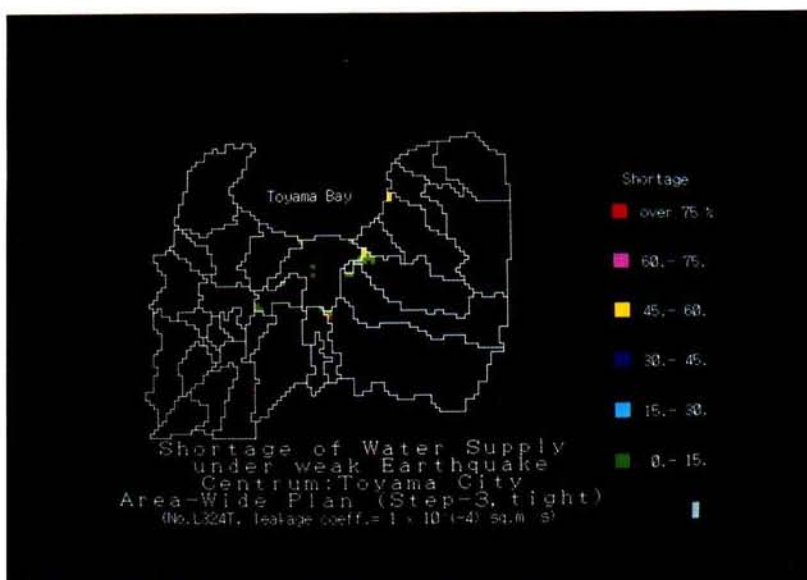 Toyama Bay
Shortage
over 75 %
60.- 75.
45.- 60.
30.- 45.
15.- 30.
0.- 15.
Shortage of Water Supply
under weak Earthquake
Centrum:Toyama City
Area-Wide Plan (Step-3, tight)
(No.L324T, leakage coeff.= 1 x 10 (-4) sq.m s)